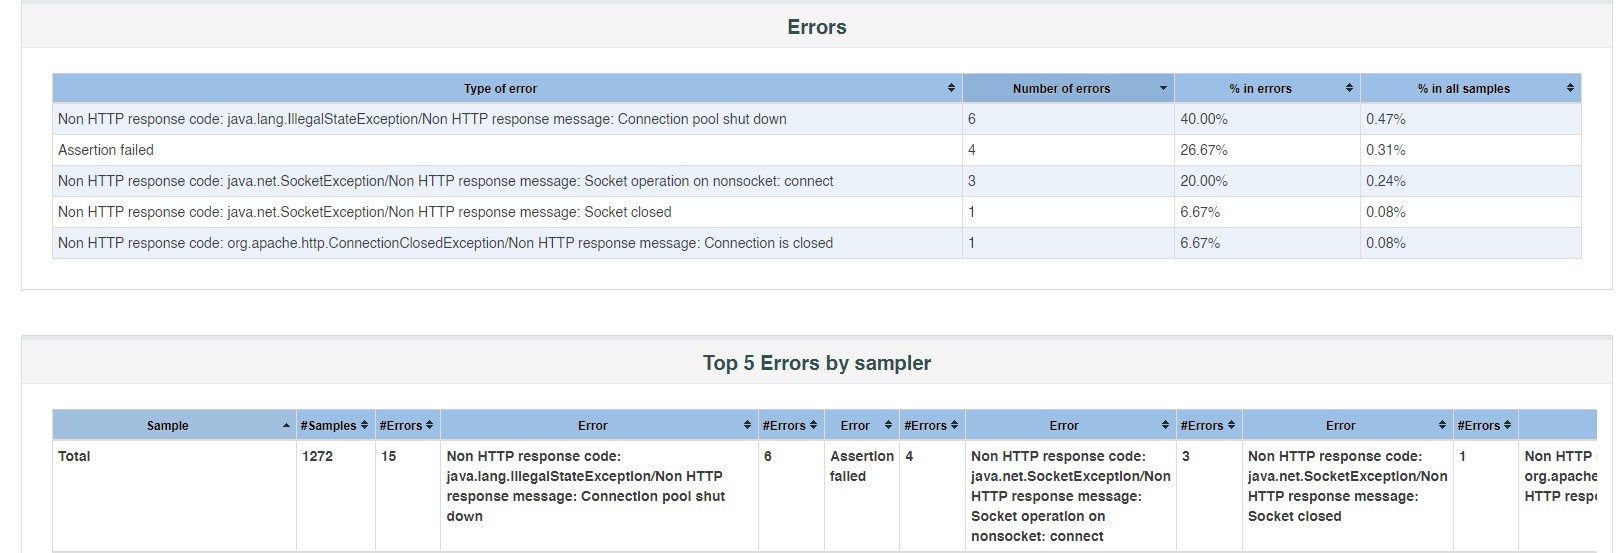 Errors
Type of error Number of errors % in errors % in all samples
Non HTTP response code: java.lang.IllegalStateException/Non HTTP response message: Connection pool shut down 6 40.00% 0.47%
Assertion failed 4 26.67% 0.31%
Non HTTP response code: java.net.SocketException/Non HTTP response message: Socket operation on nonsocket: connect 3 20.00% 0.24%
Non HTTP response code: java.net.SocketException/Non HTTP response message: Socket closed 1 6.67% 0.08%
Non HTTP response code: org.apache.http.ConnectionClosedException/Non HTTP response message: Connection is closed 1 6.67% 0.08%
Top 5 Errors by sampler
Sample #Samples #Errors Error #Errors Error #Errors Error #Errors Error #Errors
Total 1272 15 Non HTTP response code: 6 Assertion 4 Non HTTP response code: 3 Non HTTP response code: 1 Non HTTP
java.lang.IllegalStateException/Non HTTP failed java.net.SocketException/Non java.net.SocketException/Non org.apache
response message: Connection pool shut HTTP response message: HTTP response message: HTTP resp
down Socket operation on Socket closed
nonsocket: connect